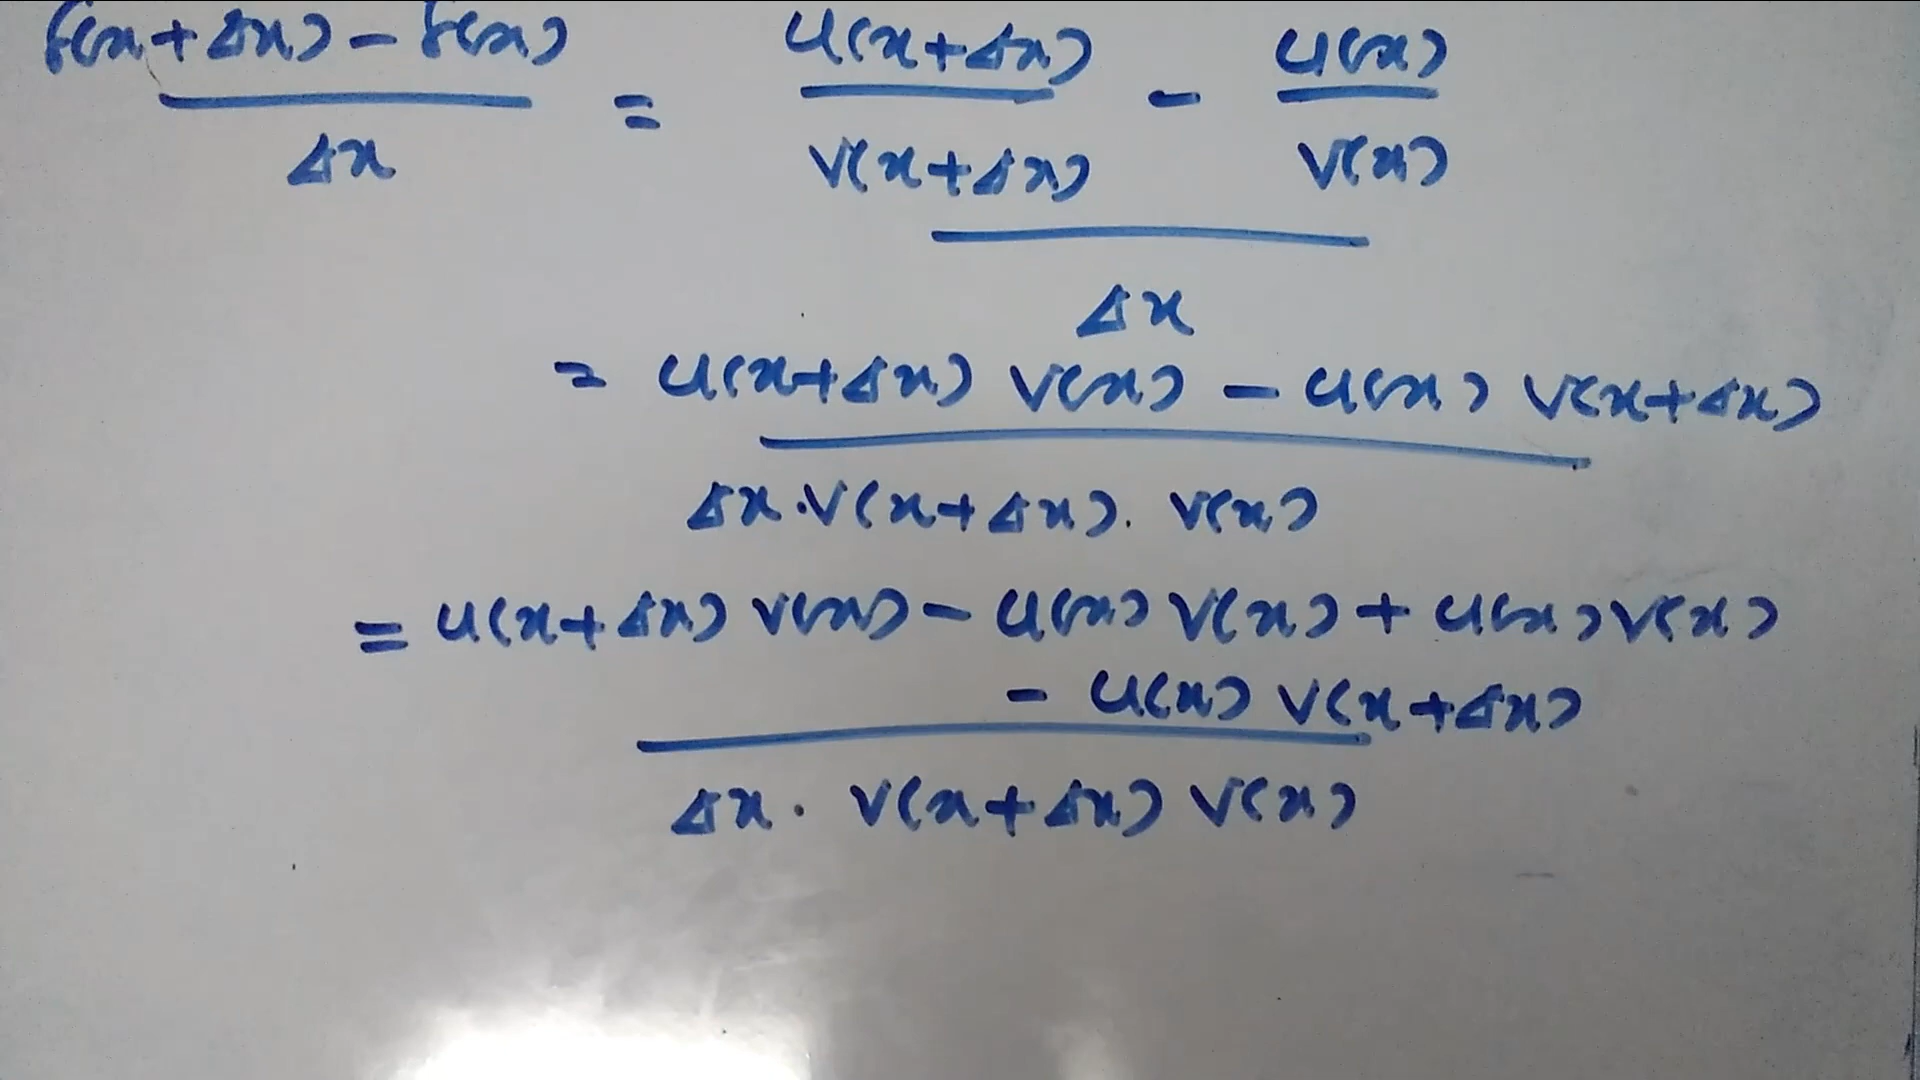 f(x+Δx) - f(x) / Δx = u(x+Δx) / v(x+Δx) - u(x) / v(x)
Δx
= u(x+Δx) v(x) - u(x) v(x+Δx)
Δx.v(x+Δx). v(x)
= u(x+Δx) v(x) - u(x) v(x) + u(x) v(x)
- u(x) v(x+Δx)
Δx. v(x+Δx) v(x)